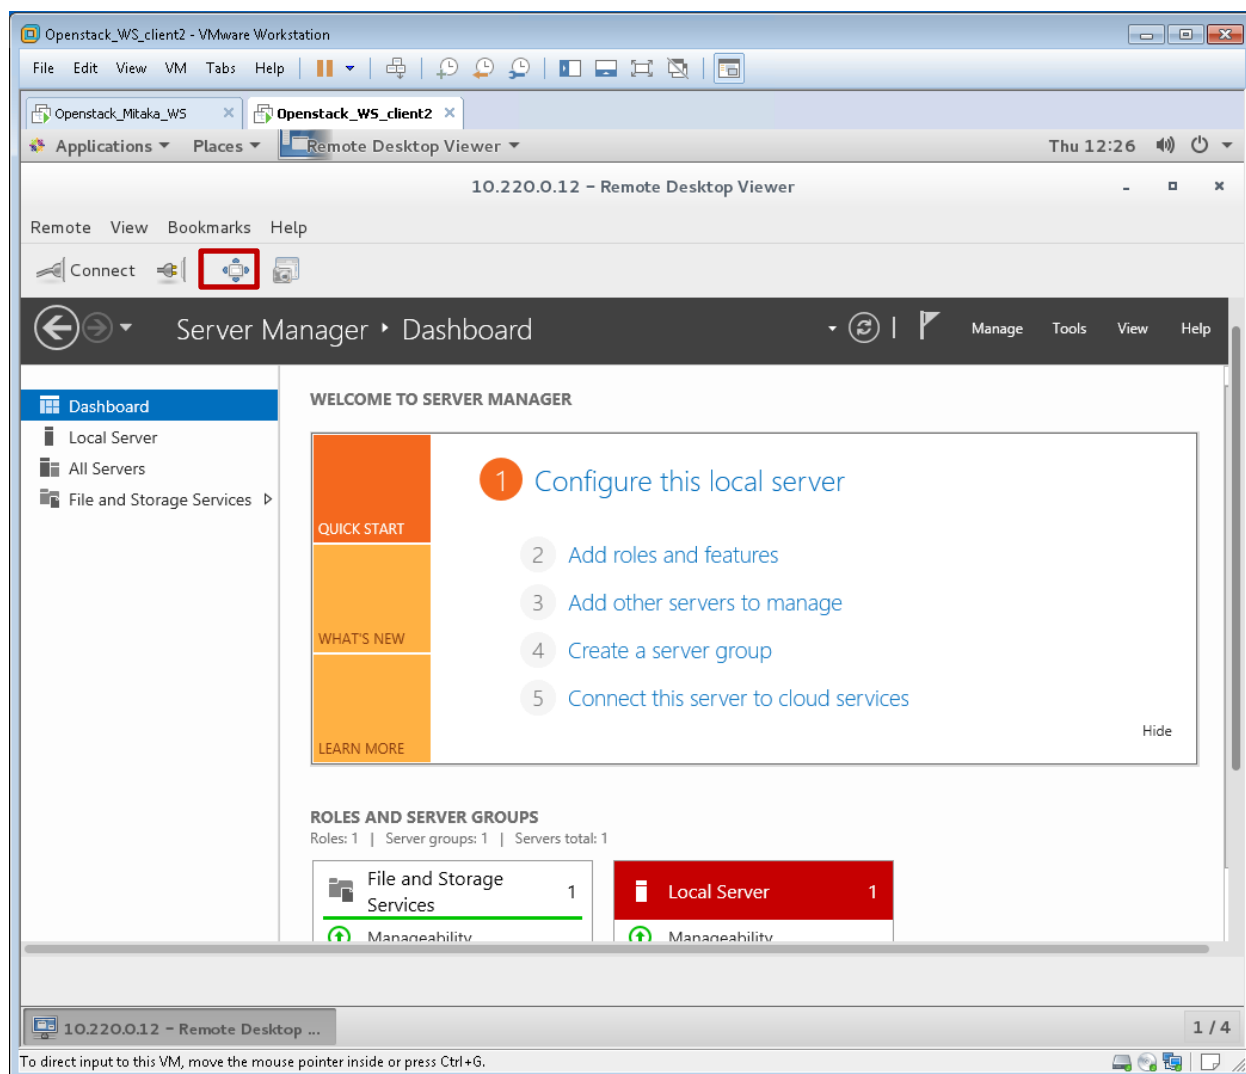 Openstack_WS_client2 - VMware Workstation
File Edit View VM Tabs Help
Openstack_Mitaka_WS
Openstack_WS_client2
Applications Places Remote Desktop Viewer Thu 12:26
10.220.0.12 – Remote Desktop Viewer
Remote View Bookmarks Help
Connect
Server Manager Dashboard
Manage Tools View Help
Dashboard
Local Server
All Servers
File and Storage Services
WELCOME TO SERVER MANAGER
QUICK START
WHAT'S NEW
LEARN MORE
1 Configure this local server
2 Add roles and features
3 Add other servers to manage
4 Create a server group
5 Connect this server to cloud services
Hide
ROLES AND SERVER GROUPS
Roles: 1 | Server groups: 1 | Servers total: 1
File and Storage
Services
1
Manageability
Local Server 1
Manageability
10.220.0.12 – Remote Deskto p ...
1 / 4
To direct input to this VM, move the mouse pointer inside or press Ctrl+G.